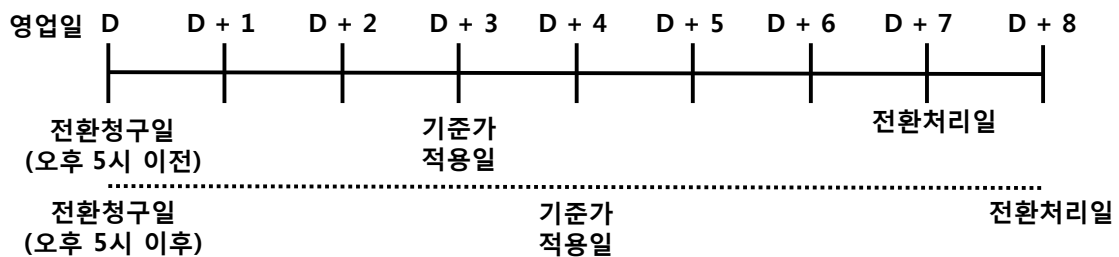 영업일 D D + 1 D + 2 D + 3 D + 4 D + 5 D + 6 D + 7 D + 8
전환청구일 기준가 전환처리일
(오후 5시 이전) 적용일
전환청구일 기준가 전환처리일
(오후 5시 이후) 적용일